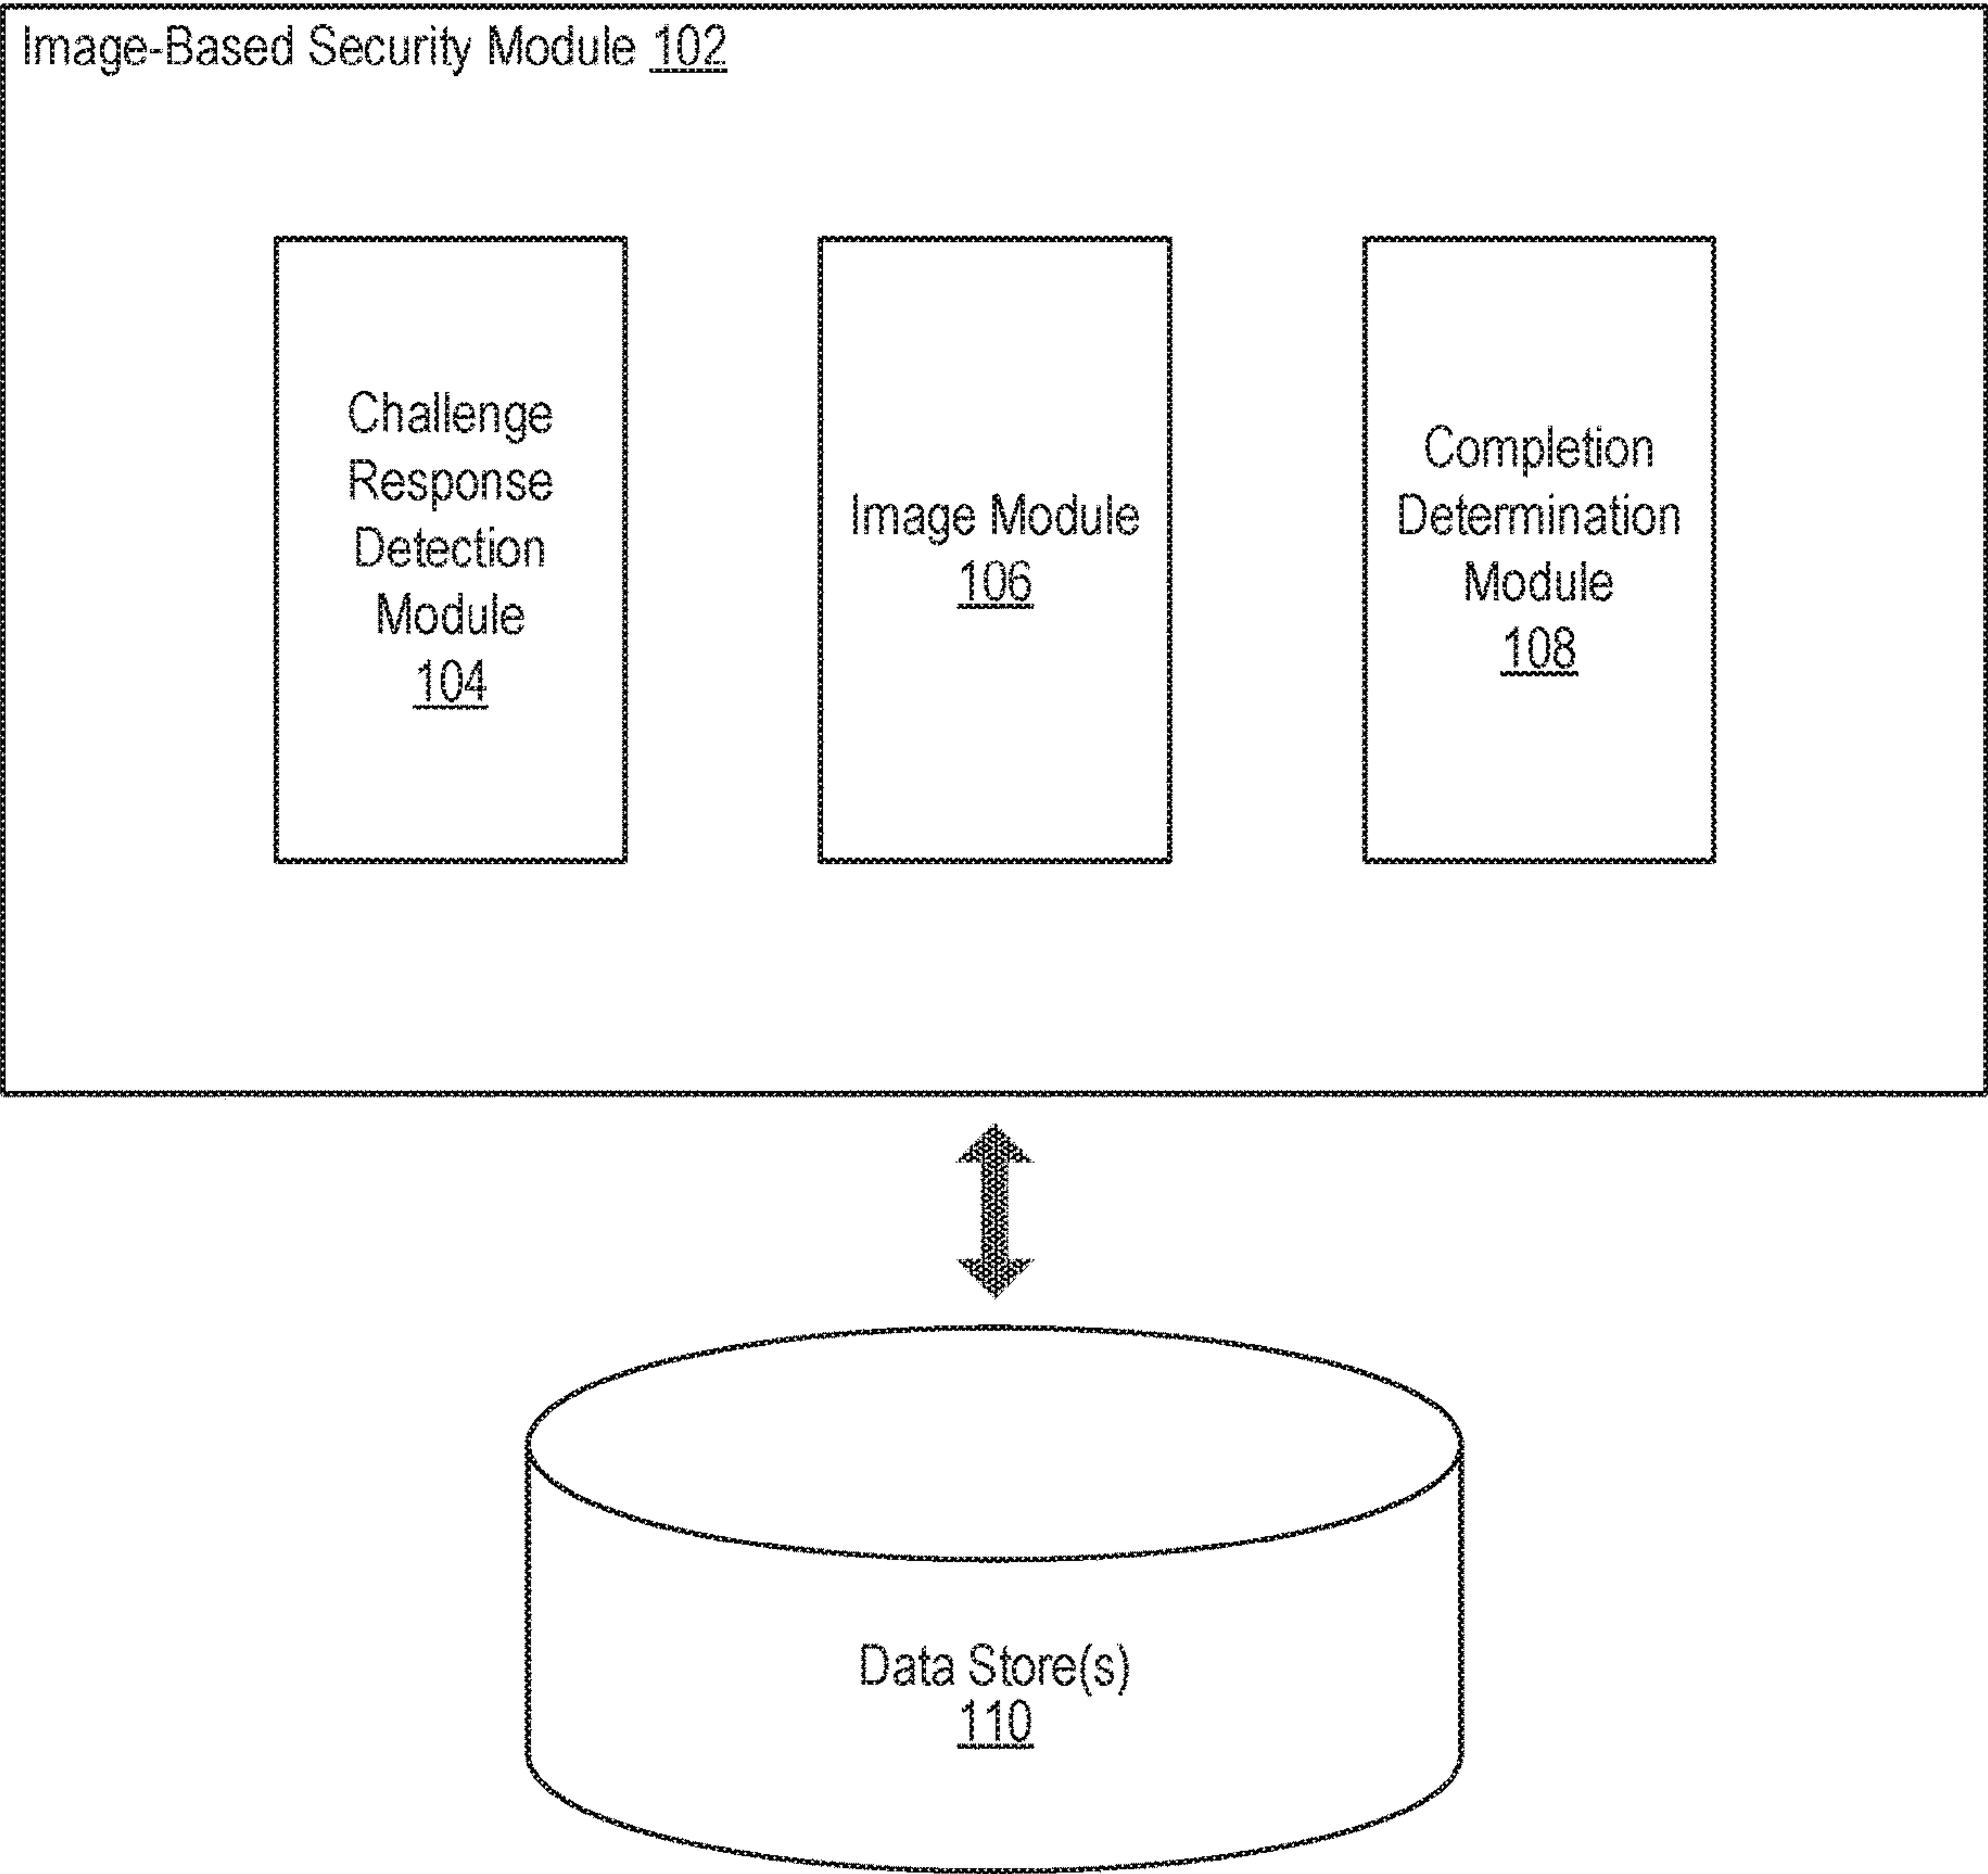 Image-Based Security Module 102
Challenge
Response
Detection
Module
104
Image Module
106
Completion
Determination
Module
108
Data Store(s)
110